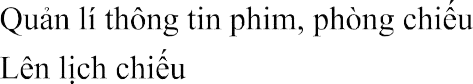 Quản lí thông tin phim, phòng chiếu
Lên lịch chiếu